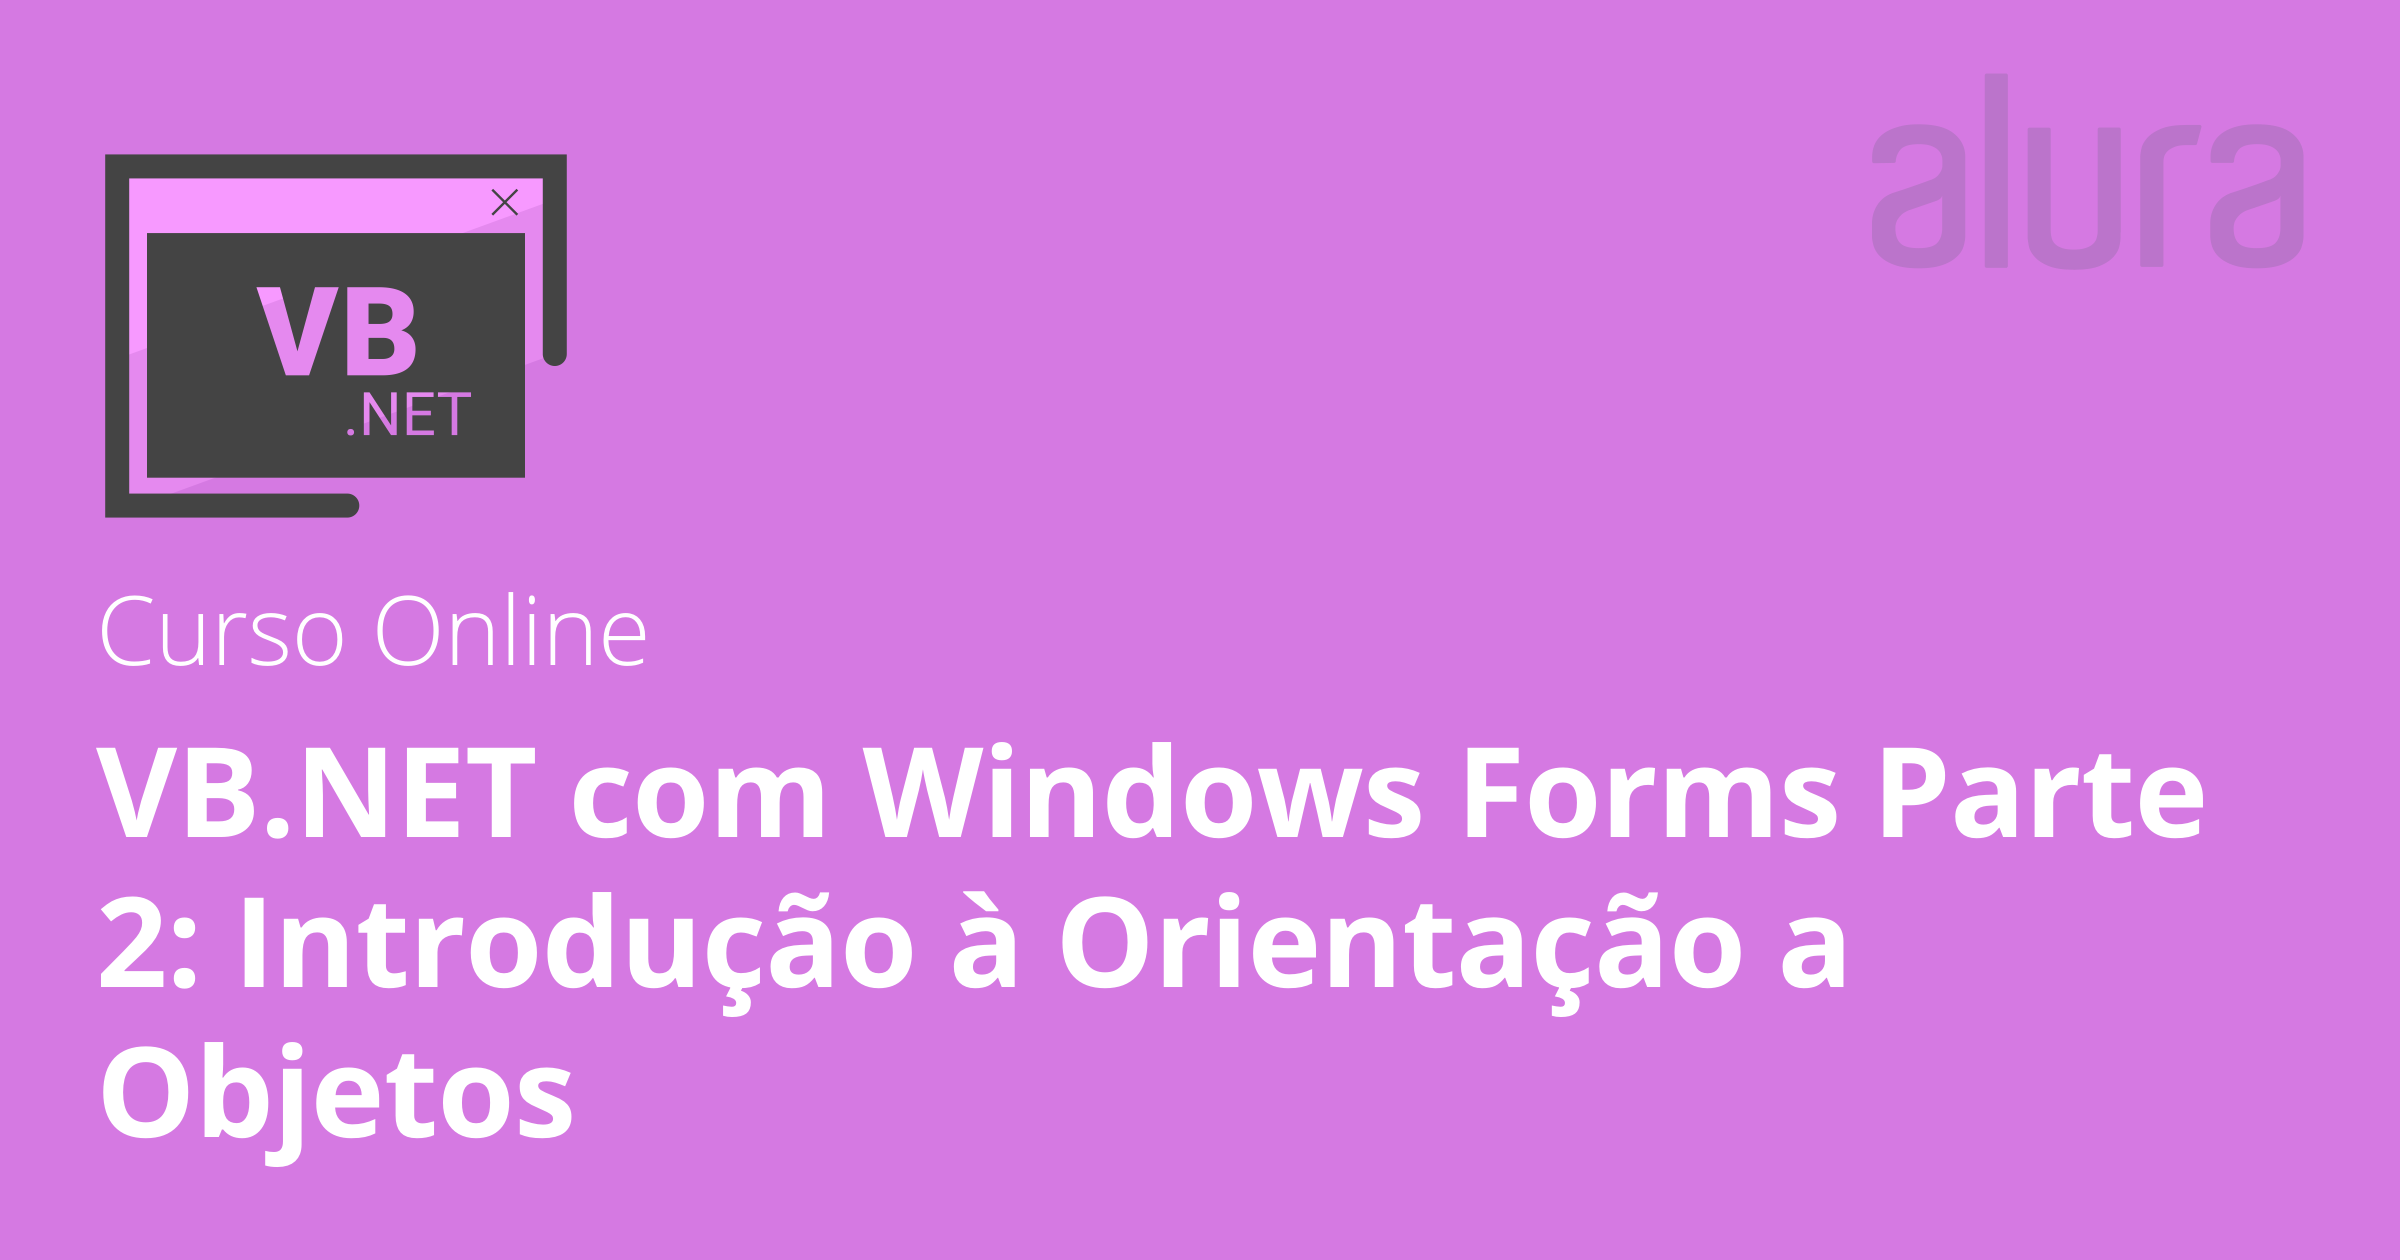 alura
VB
.NET
Curso Online
VB.NET com Windows Forms Parte
2: Introdução à Orientação a
Objetos